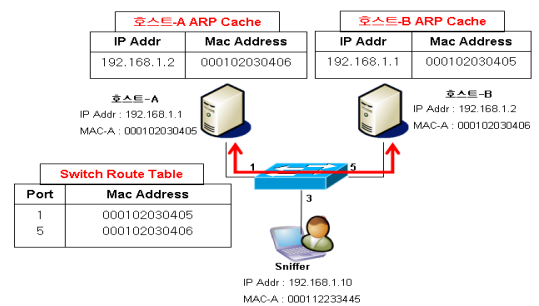 호스트-A ARP Cache
IP Addr Mac Address
192.168.1.2 000102030406
호스트-B ARP Cache
IP Addr Mac Address
192.168.1.1 000102030405
호스트-A
IP Addr : 192.168.1.1
MAC-A : 000102030405
호스트-B
IP Addr : 192.168.1.2
MAC-A : 000102030406
1
5
3
Switch Route Table
Port Mac Address
1 000102030405
5 000102030406
Sniffer
IP Addr : 192.168.1.10
MAC-A : 000112233445